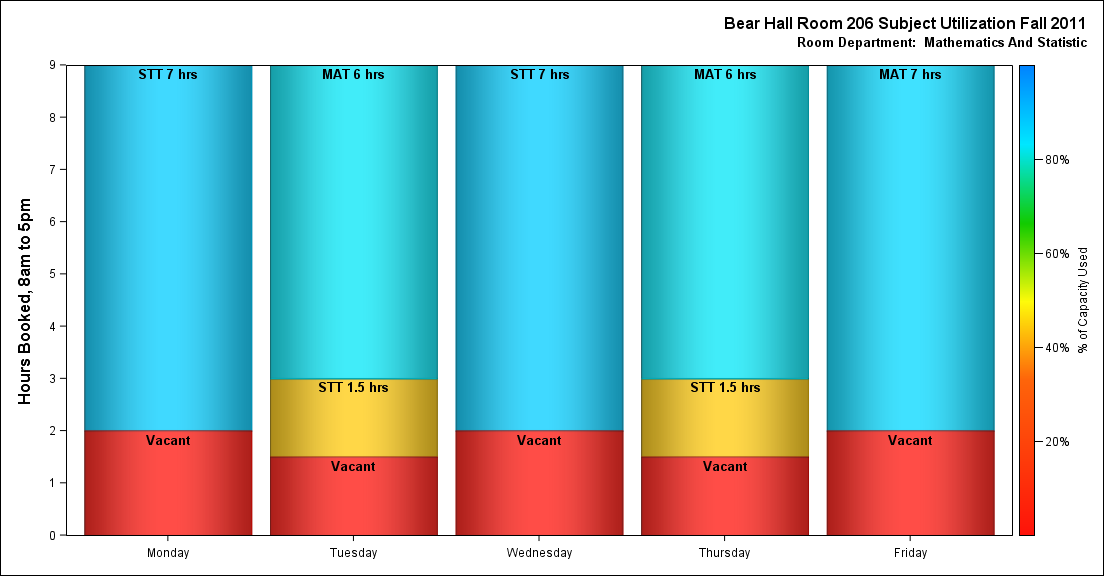 Bear Hall Room 206 Subject Utilization Fall 2011
Room Department: Mathematics And Statistic
Hours Booked, 8am to 5pm
9
8
7
6
5
4
3
2
1
0
STT 7 hrs
MAT 6 hrs
STT 7 hrs
MAT 6 hrs
MAT 7 hrs
STT 1.5 hrs
STT 1.5 hrs
Vacant
Vacant
Vacant
Vacant
Vacant
Monday
Tuesday
Wednesday
Thursday
Friday
80%
60%
40%
20%
% of Capacity Used